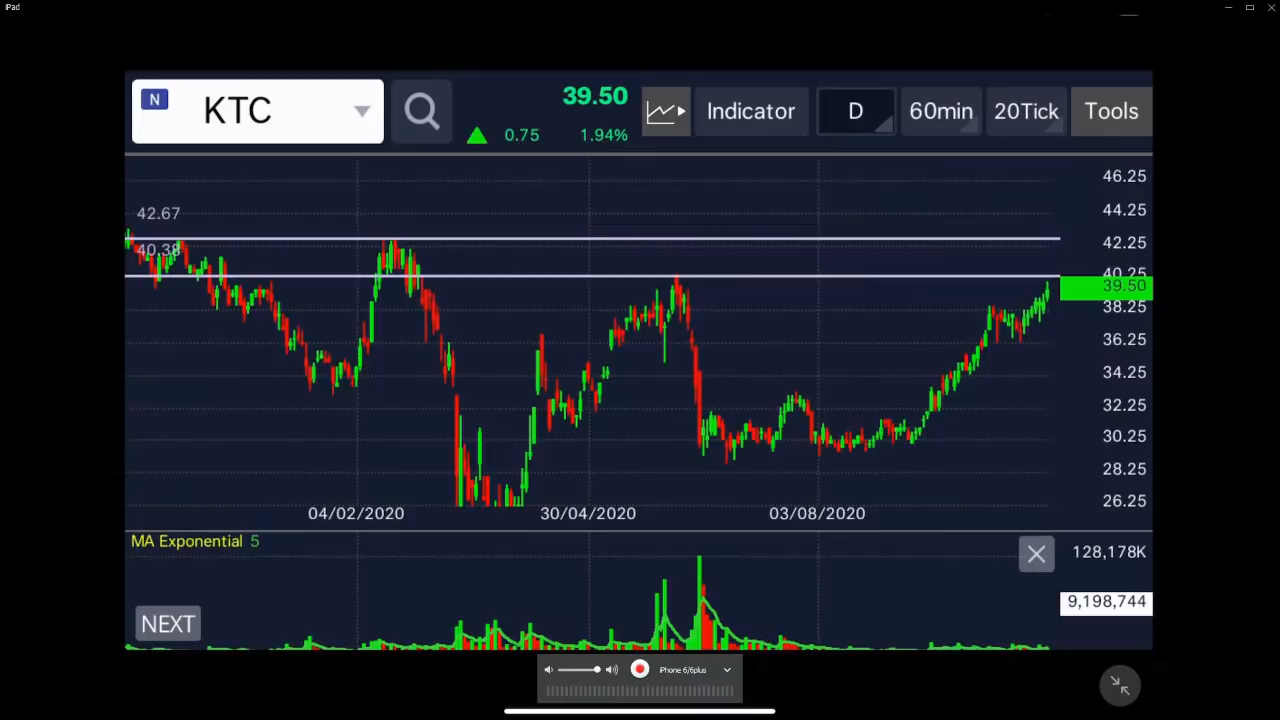 iPad
N KTC 39.50 Indicator D 60min 20Tick Tools
0.75 1.94%
46.25
42.67
44.25
42.25
40.38
40.25
39.50
38.25
36.25
34.25
32.25
30.25
28.25
26.25
04/02/2020 30/04/2020 03/08/2020
MA Exponential 5
128,178K
9,198,744
NEXT
iPhone 6/6plus